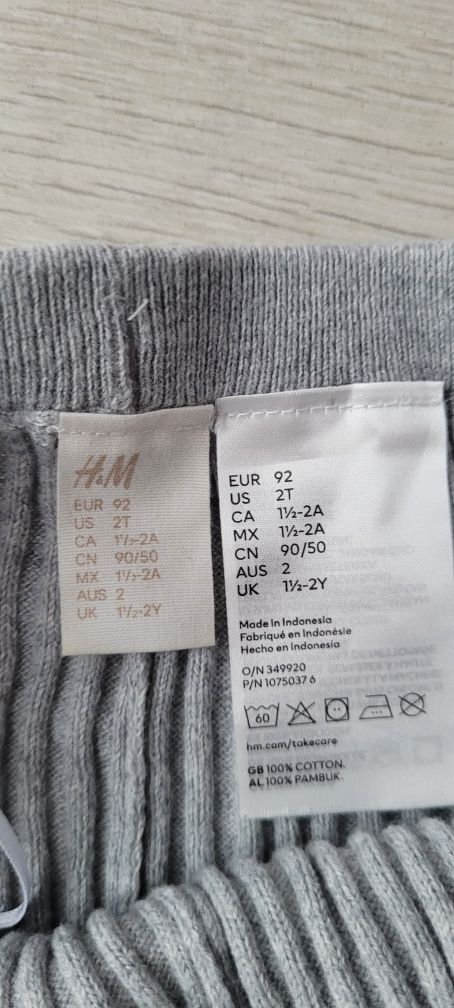 H&M
EUR 92
US 2T
CA 1½-2A
CN 90/50
MX 1½-2A
AUS 2
UK 1½-2Y
EUR 92
US 2T
CA 1½-2A
MX 1½-2A
CN 90/50
AUS 2
UK 1½-2Y
Made in Indonesia
Fabriqué en Indonésie
Hecho en Indonesia
O/N 349920
P/N 1075037 6
60
hm.com/takecare
GB 100% COTTON.
AL 100% PAMBUK.